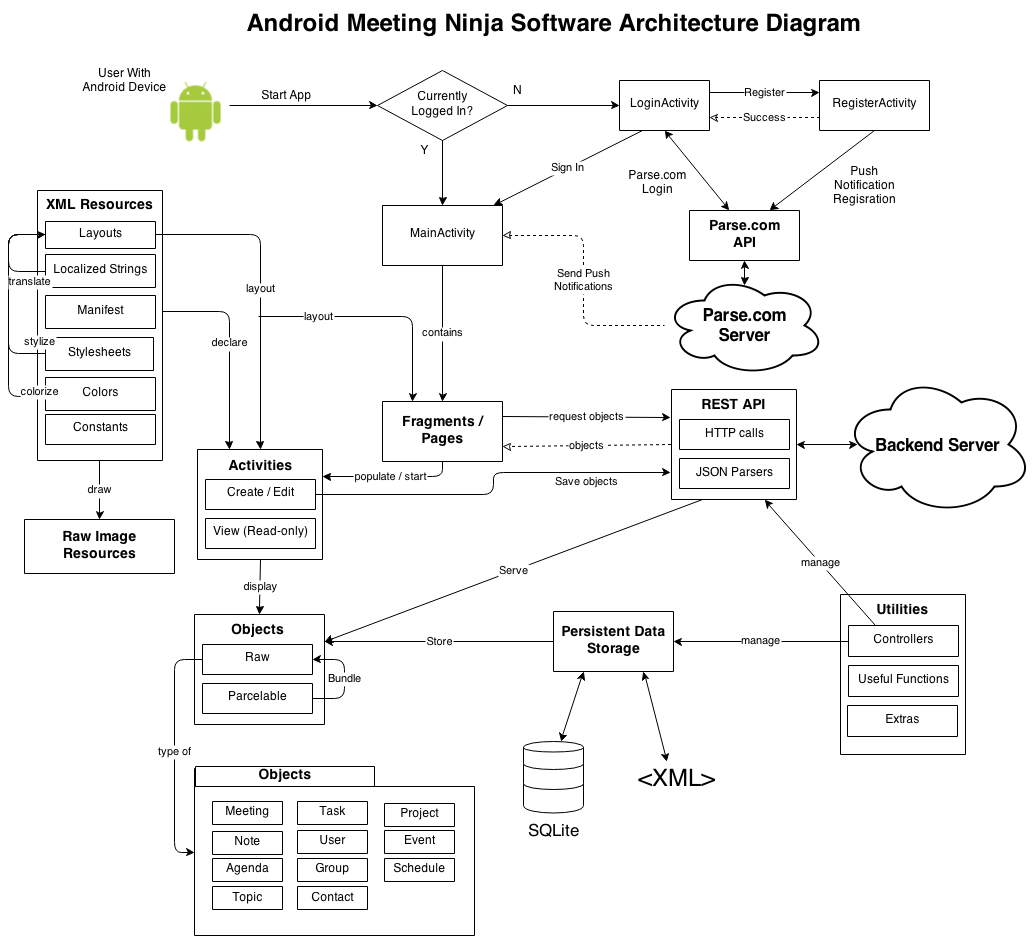 Android Meeting Ninja Software Architecture Diagram
User With
Android Device
Start App
Currently
Logged In?
N
Y
LoginActivity
Register
Success
RegisterActivity
Sign In
Parse.com
Login
Push
Notification
Regisration
XML Resources
Layouts
Localized Strings
translate
Manifest
stylize
Stylesheets
colorize
Colors
Constants
layout
layout
declare
MainActivity
Parse.com
API
Send Push
Notifications
Parse.com
Server
contains
Fragments /
Pages
request objects
objects
REST API
HTTP calls
JSON Parsers
Backend Server
populate / start
Save objects
Activities
Create / Edit
View (Read-only)
draw
Raw Image
Resources
display
Serve
manage
Objects
Raw
Parcelable
Bundle
Store
Persistent Data
Storage
manage
Utilities
Controllers
Useful Functions
Extras
type of
SQLite
<XML>
Objects
Meeting
Task
Project
Note
User
Event
Agenda
Group
Schedule
Topic
Contact